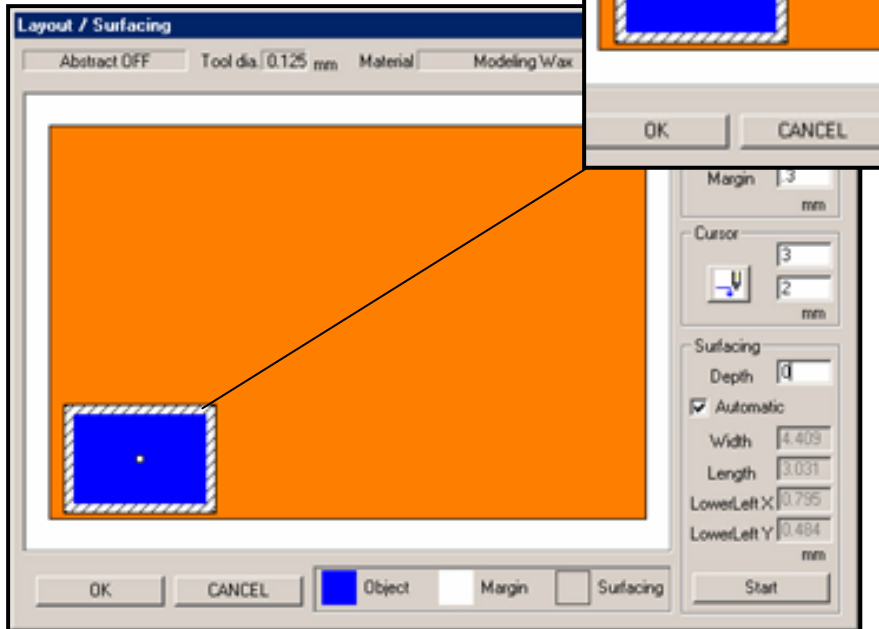 Layout / Surfacing
Abstract OFF Tool dia. 0.125 mm Material Modeling Wax
OK CANCEL
Margin .3
mm
Cursor
3
2
mm
Surfacing
Depth 0
Automatic
Width 4.409
Length 3.031
LowerLeft X 0.795
LowerLeft Y 0.484
mm
Start
OK CANCEL Object Margin Surfacing